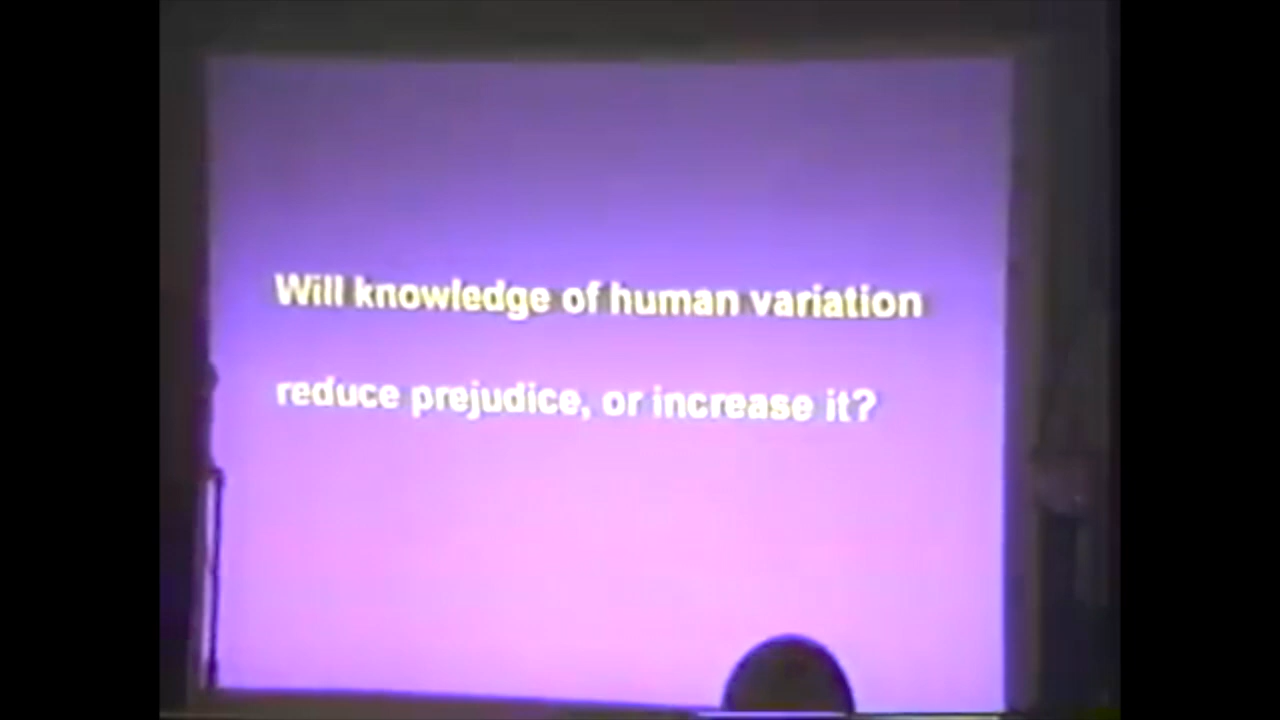 Will knowledge of human variation
reduce prejudice, or increase it?